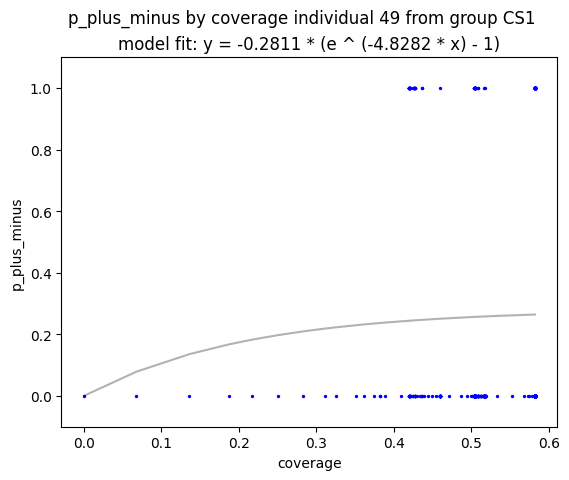 p_plus_minus by coverage individual 49 from group CS1
model fit: y = -0.2811 * (e ^ (-4.8282 * x) - 1)
1.0
0.8
0.6
0.4
0.2
0.0
p_plus_minus
0.0 0.1 0.2 0.3 0.4 0.5 0.6
coverage